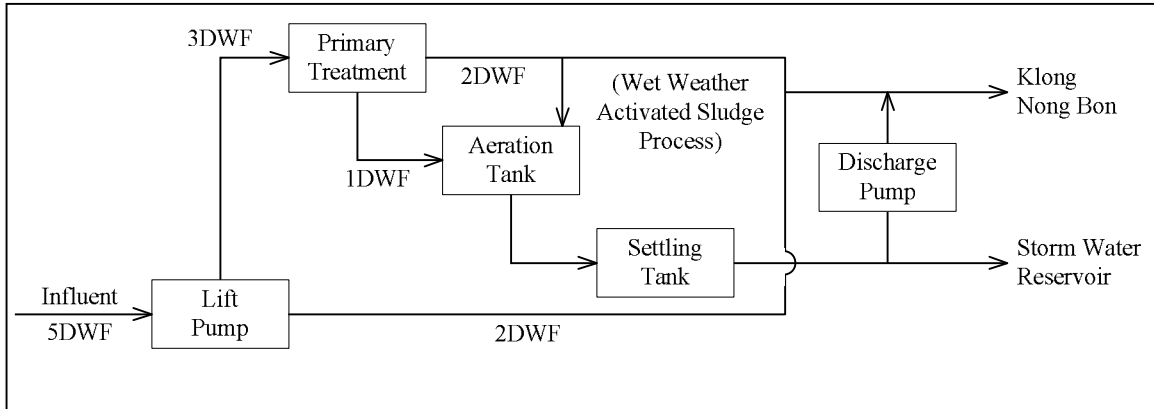 3DWF
Primary
Treatment
2DWF
(Wet Weather
Activated Sludge
Process)
Klong
Nong Bon
Aeration
Tank
1DWF
Discharge
Pump
Settling
Tank
Storm Water
Reservoir
Influent
5DWF
Lift
Pump
2DWF